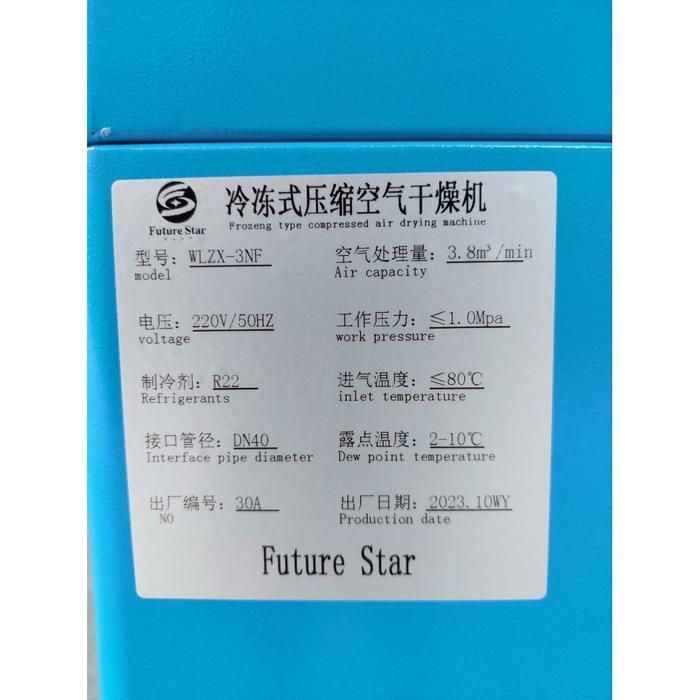 Future Star
冷冻式压缩空气干燥机
Frozeng type compressed air drying machine
型号: WLZX-3NF 空气处理量: 3.8m³/min
model Air capacity
电压: 220V/50HZ 工作压力: ≤1.0Mpa
voltage work pressure
制冷剂: R22 进气温度: ≤80℃
Refrigerants inlet temperature
接口管径: DN40 露点温度: 2-10℃
Interface pipe diameter Dew point temperature
出厂编号: 30A 出厂日期: 2023.10WY
NO Production date
Future Star